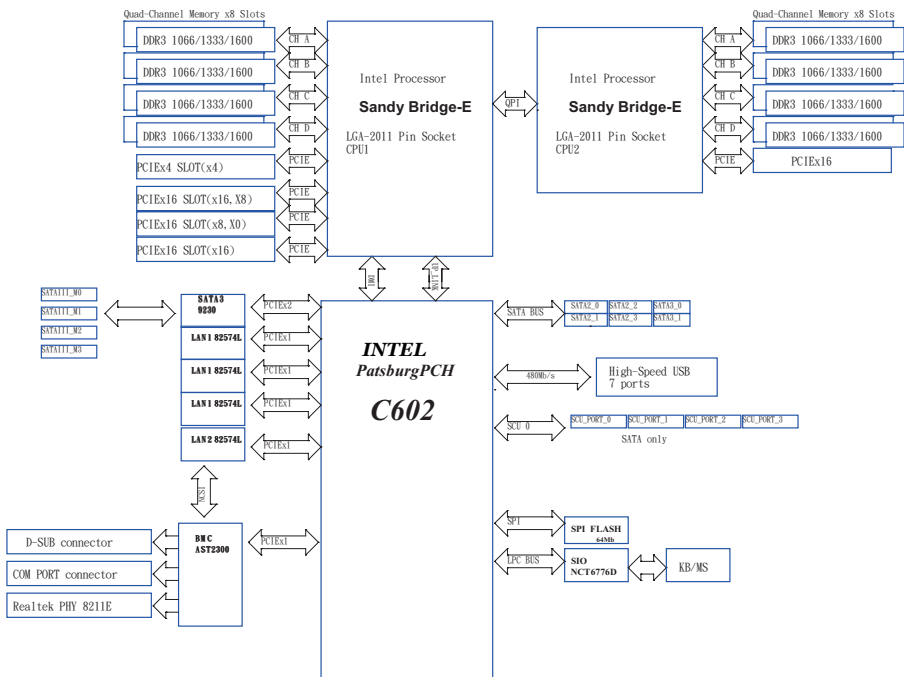 Quad-Channel Memory x8 Slots
DDR3 1066/1333/1600
CH A
DDR3 1066/1333/1600
CH B
DDR3 1066/1333/1600
CH C
DDR3 1066/1333/1600
CH D
PCIEx4 SLOT(x4)
PCIE
PCIEx16 SLOT(x16,X8)
PCIE
PCIEx16 SLOT(x8,X0)
PCIE
PCIEx16 SLOT(x16)
PCIE
Intel Processor
Sandy Bridge-E
LGA-2011 Pin Socket
CPU1
QPI
Intel Processor
Sandy Bridge-E
LGA-2011 Pin Socket
CPU2
Quad-Channel Memory x8 Slots
CH A
DDR3 1066/1333/1600
CH B
DDR3 1066/1333/1600
CH C
DDR3 1066/1333/1600
CH D
DDR3 1066/1333/1600
PCIE
PCIEx16
DMI
UP_LINK
SATAIII_M0
SATAIII_M1
SATAIII_M2
SATAIII_M3
SATA3
9230
PCIEx2
LAN1 82574L
PCIEx1
LAN1 82574L
PCIEx1
LAN1 82574L
PCIEx1
LAN2 82574L
PCIEx1
NCSI
BMC
AST2300
PCIEx1
D-SUB connector
COM PORT connector
Realtek PHY 8211E
INTEL
PatsburgPCH
C602
SATA BUS
SATA2_0 SATA2_2 SATA3_0
SATA2_1 SATA2_3 SATA3_1
480Mb/s
High-Speed USB
7 ports
SCU 0
SCU_PORT_0 SCU_PORT_1 SCU_PORT_2 SCU_PORT_3
SATA only
SPI
SPI FLASH
64Mb
LPC BUS
SIO
NCT6776D
KB/MS